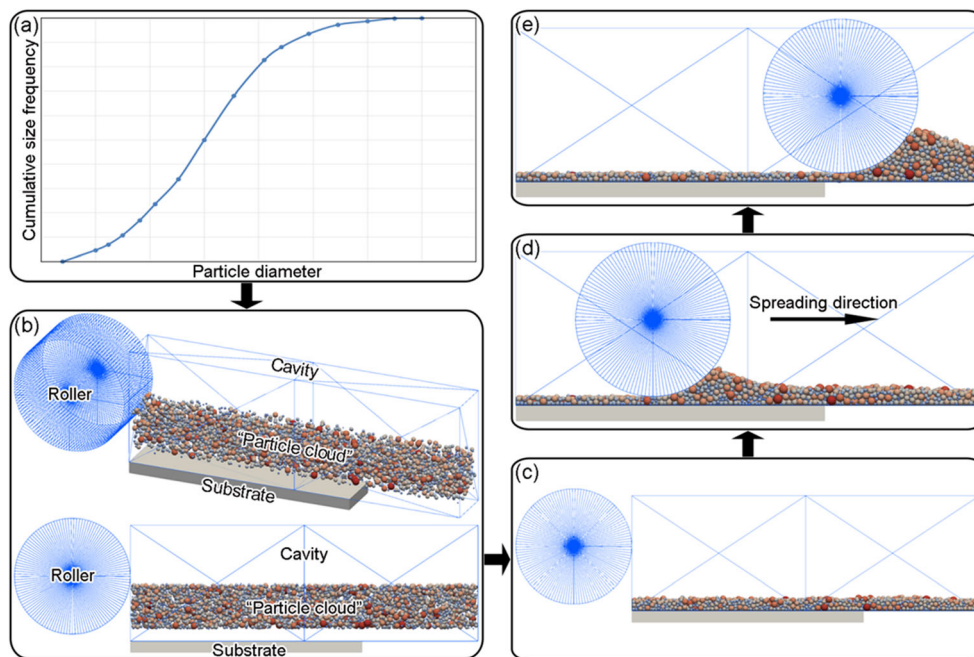 (a)
Cumulative size frequency
Particle diameter
(b)
Roller
Cavity
“Particle cloud”
Substrate
Roller
Cavity
“Particle cloud”
Substrate
(c)
(d)
Spreading direction
(e)